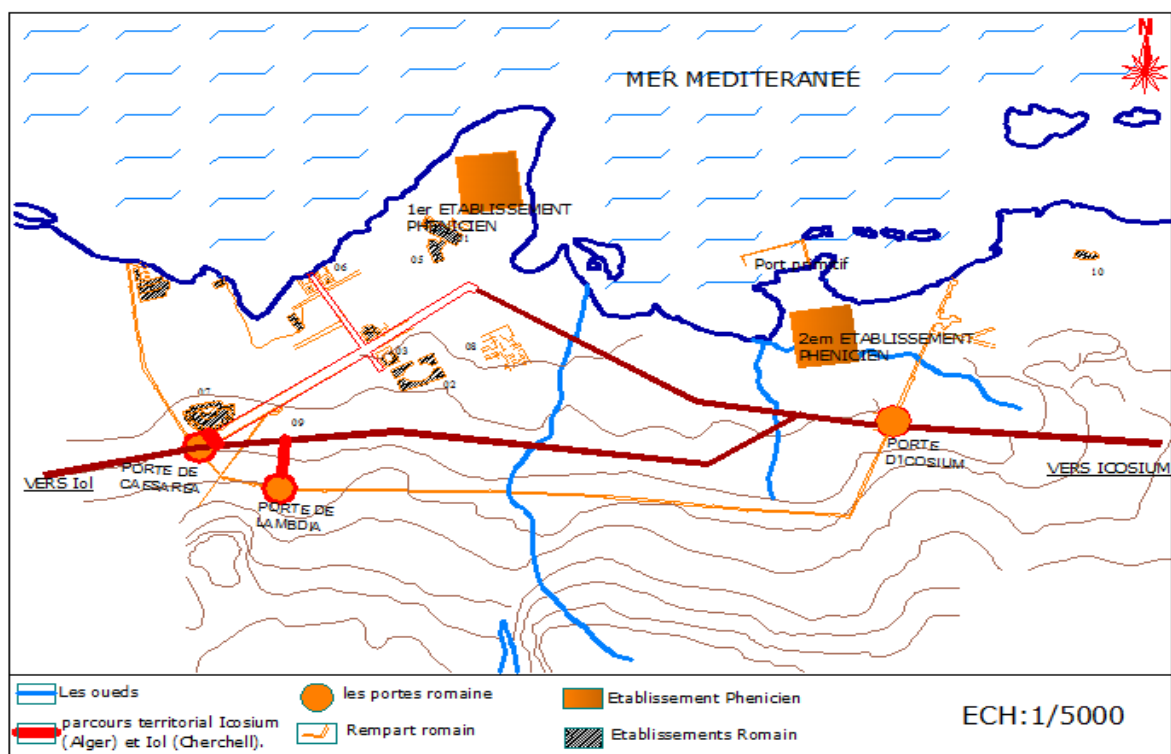 N
MER MEDITERANEE
1er ETABLISSEMENT
PHENICIEN
01
05
06
Port primitif
10
2em ETABLISSEMENT
PHENICIEN
03
08
02
07
09
PORTE DE
CAESAREA
VERS Iol
PORTE DE
LAMBDIA
PORTE
D'ICOSIUM
VERS ICOSIUM
Les oueds
les portes romaine
Etablissement Phenicien
parcours territorial Icosium
(Alger) et Iol (Cherchell).
Rempart romain
Etablissements Romain
ECH:1/5000